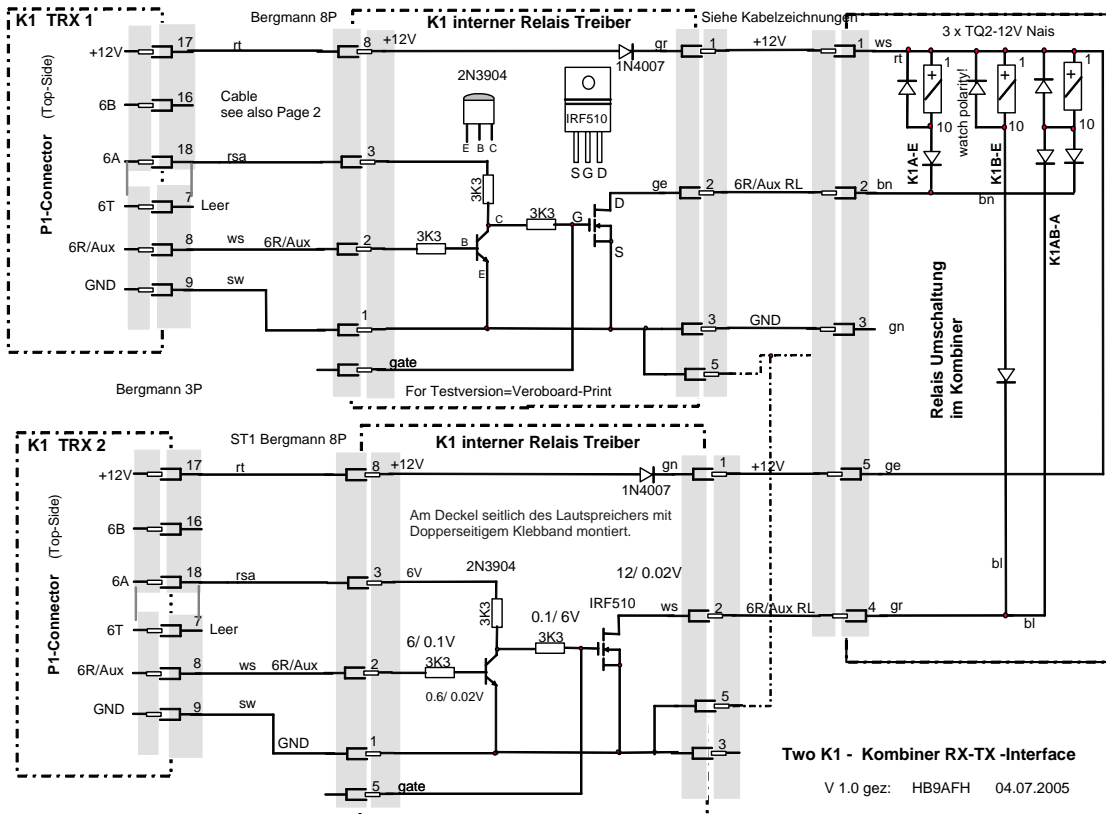 K1 TRX 1
Bergmann 8P
K1 interner Relais Treiber
Siehe Kabelzeichnungen
+12V
17
rt
8
+12V
gr
1N4007
1
+12V
1
ws
3 x TQ2-12V Nais
rt
+
1
+
1
+
1
10
10
10
watch polarity!
K1A-E
K1B-E
K1AB-A
P1-Connector (Top-Side)
6B
16
Cable
see also Page 2
2N3904
E B C
IRF510
S G D
6A
18
rsa
3
3K3
6T
7
Leer
C
3K3
G
D
S
ge
2
6R/Aux RL
2
bn
bn
6R/Aux
8
ws
6R/Aux
2
3K3
B
E
GND
9
sw
1
3
GND
3
gn
gate
5
For Testversion=Veroboard-Print
Relais Umschaltung
im Kombiner
Bergmann 3P
K1 TRX 2
ST1 Bergmann 8P
K1 interner Relais Treiber
+12V
17
rt
8
+12V
gn
1N4007
1
+12V
5
ge
P1-Connector (Top-Side)
6B
16
Am Deckel seitlich des Lautspreichers mit
Dopperseitigem Klebband montiert.
6A
18
rsa
3
6V
2N3904
3K3
12/ 0.02V
IRF510
bl
6T
7
Leer
0.1/ 6V
3K3
ws
2
6R/Aux RL
4
gr
bl
6R/Aux
8
ws
6R/Aux
2
6/ 0.1V
3K3
0.6/ 0.02V
GND
9
sw
GND
1
5
3
5
gate
Two K1 - Kombiner RX-TX -Interface
V 1.0 gez: HB9AFH 04.07.2005